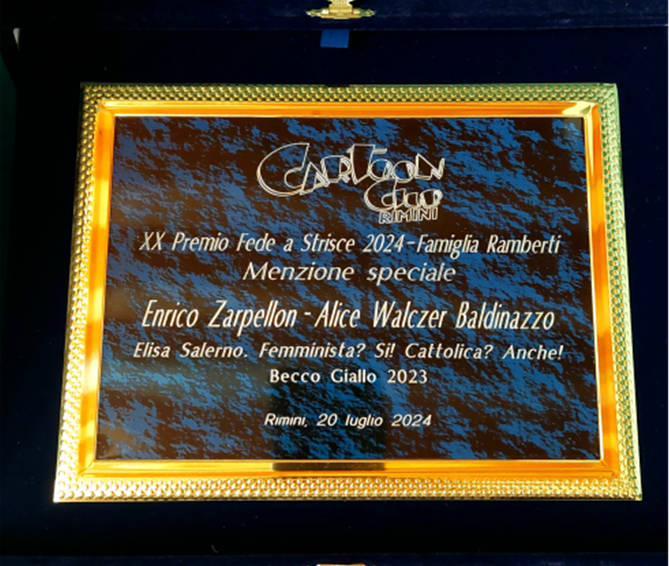 CARTOON
CLUB
RIMINI
XX Premio Fede a Strisce 2024-Famiglia Ramberti
Menzione speciale
Enrico Zarpellon - Alice Walczer Baldinazzo
Elisa Salerno. Femminista? Si! Cattolica? Anche!
Becco Giallo 2023
Rimini, 20 luglio 2024